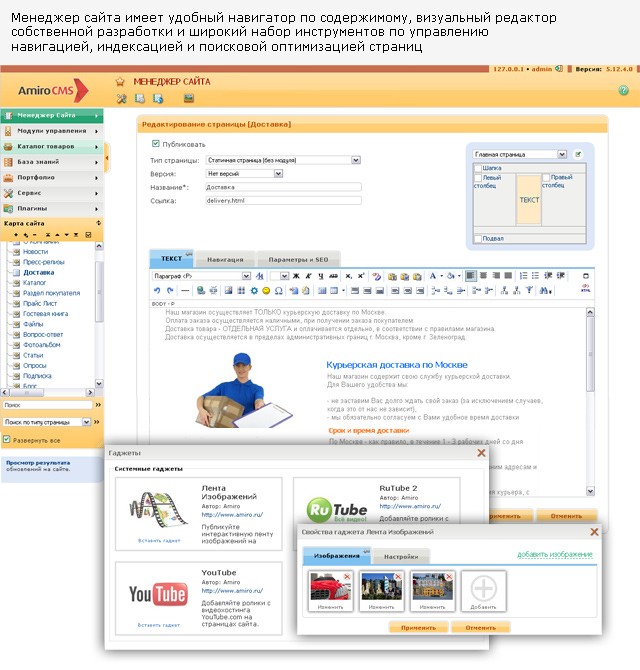 Менеджер сайта имеет удобный навигатор по содержимому, визуальный редактор
собственной разработки и широкий набор инструментов по управлению
навигацией, индексацией и поисковой оптимизацией страниц
127.0.0.1 • admin
Версия: 5.12.4.0
Amiro CMS
МЕНЕДЖЕР САЙТА
Менеджер Сайта
Модули управления
Каталог товаров
База знаний
Портфолио
Сервис
Плагины
Карта сайта
О компании
Новости
Пресс-релизы
Доставка
Каталог
Раздел покупателя
Прайс Лист
Гостевая книга
Файлы
Вопрос-ответ
Фотоальбом
Статьи
Опросы
Подписка
Блог
Поиск
Поиск по типу страницы:
Развернуть все
Просмотр результата
обновлений на сайте.
Редактирование страницы [Доставка]
Публиковать
Тип страницы: Статичная страница (без модуля)
Версия: Нет версий
Название*: Доставка
Ссылка: delivery.html
Главная страница
Шапка
Левый столбец
ТЕКСТ
Правый столбец
Подвал
ТЕКСТ
Навигация
Параметры и SEO
Параграф <P>
BODY - P
Наш магазин осуществляет ТОЛЬКО курьерскую доставку по Москве.
Оплата заказа осуществляется наличными, при получении заказа покупателем.
Доставка товара - ОТДЕЛЬНАЯ УСЛУГА и оплачивается отдельно, в соответствии с правилами магазина.
Доставка осуществляется в пределах административных границ г. Москва, кроме г. Зеленоград.
Курьерская доставка по Москве
Наш магазин содержит свою службу курьерской доставки.
Для Вашего удобства мы:
- не заставим Вас долго ждать свой заказ (за исключением случаев,
когда это от нас не зависит),
- мы обязательно согласуем с Вами удобное время доставки
Срок и время доставки
По Москве - как правило, в течение 1 - 3 рабочих дней со дня
ним адресам и
я курьера, с
Применить
Отменить
Гаджеты
Системные гаджеты
Лента
Изображений
Автор: Amiro
http://www.amiro.ru/
Публикуйте
интерактивную ленту
изображений на
Вставить гаджет
RuTube
Всё видео!
RuTube 2
Автор: Amiro
http://www.amiro.ru/
Добавляйте ролики с
YouTube
YouTube
Автор: Amiro
http://www.amiro.ru/
Добавляйте ролики с
видеохостинга
YouTube.com на
страницах сайта.
Вставить гаджет
Свойства гаджета Лента Изображений
Изображения
Настройки
добавить изображение
Изменить
Изменить
Изменить
Добавить
Применить
Отменить